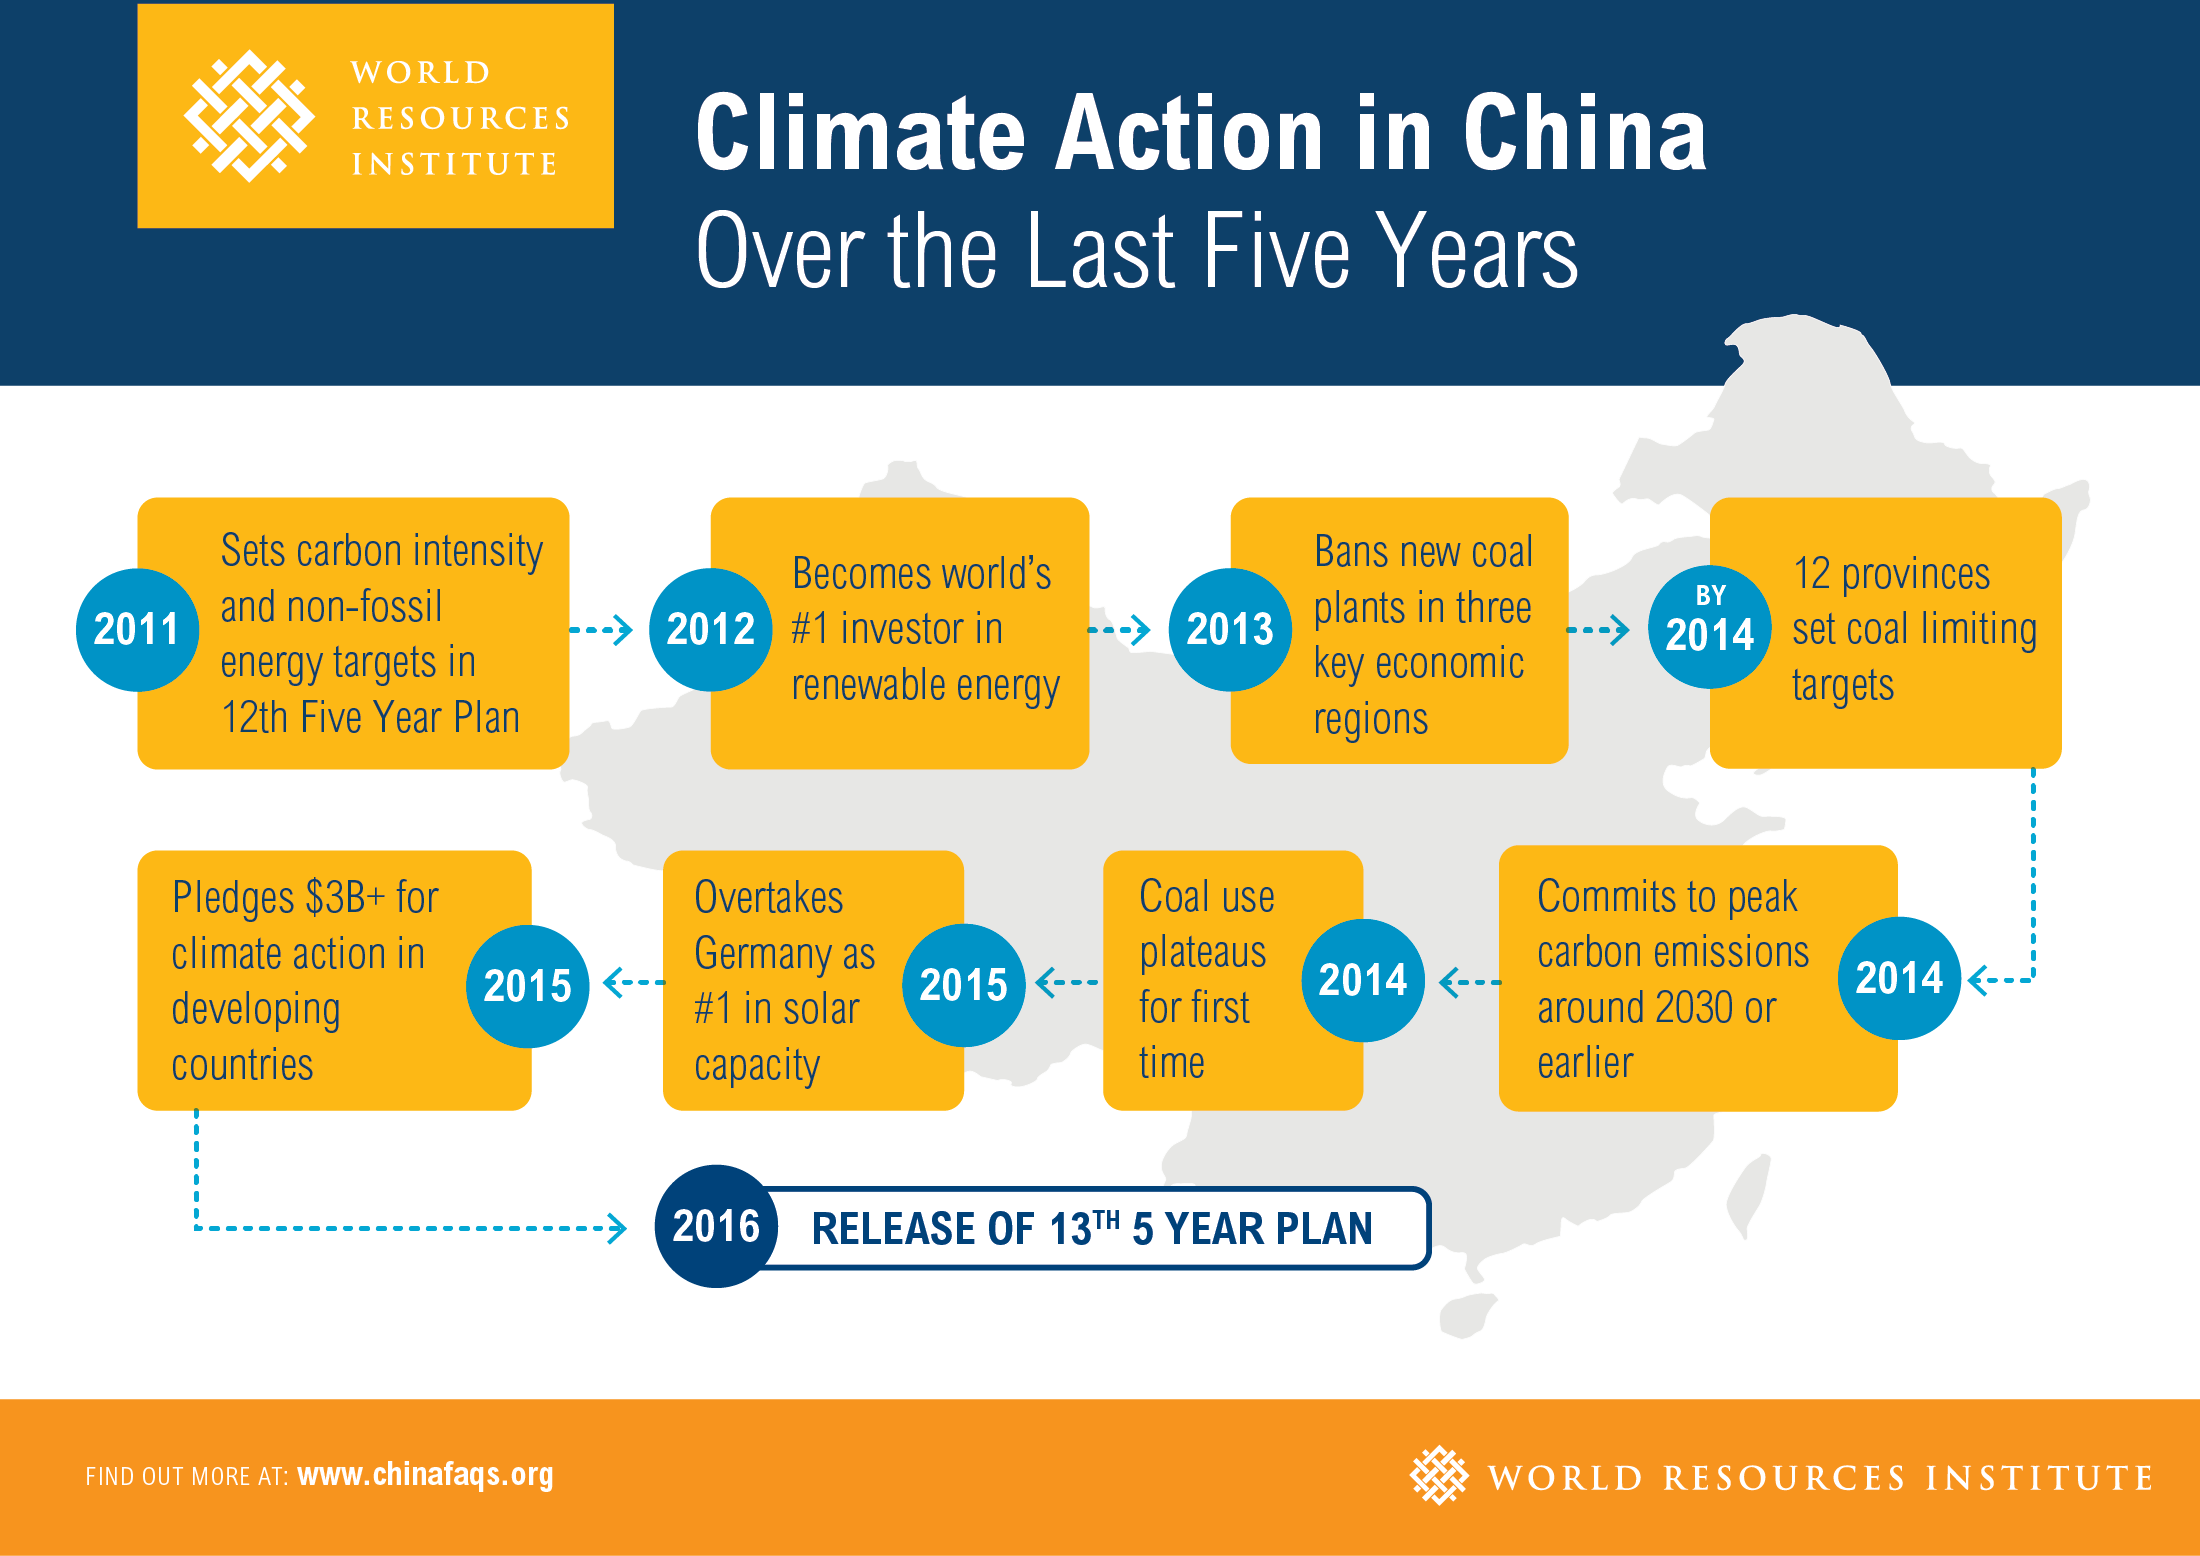 WORLD
RESOURCES
INSTITUTE
Climate Action in China
Over the Last Five Years
2011
Sets carbon intensity
and non-fossil
energy targets in
12th Five Year Plan
2012
Becomes world’s
#1 investor in
renewable energy
2013
Bans new coal
plants in three
key economic
regions
BY
2014
12 provinces
set coal limiting
targets
Commits to peak
carbon emissions
around 2030 or
earlier
2014
Coal use
plateaus
for first
time
2014
Overtakes
Germany as
#1 in solar
capacity
2015
Pledges $3B+ for
climate action in
developing
countries
2015
2016
RELEASE OF 13TH 5 YEAR PLAN
FIND OUT MORE AT: www.chinafaqs.org
WORLD RESOURCES INSTITUTE